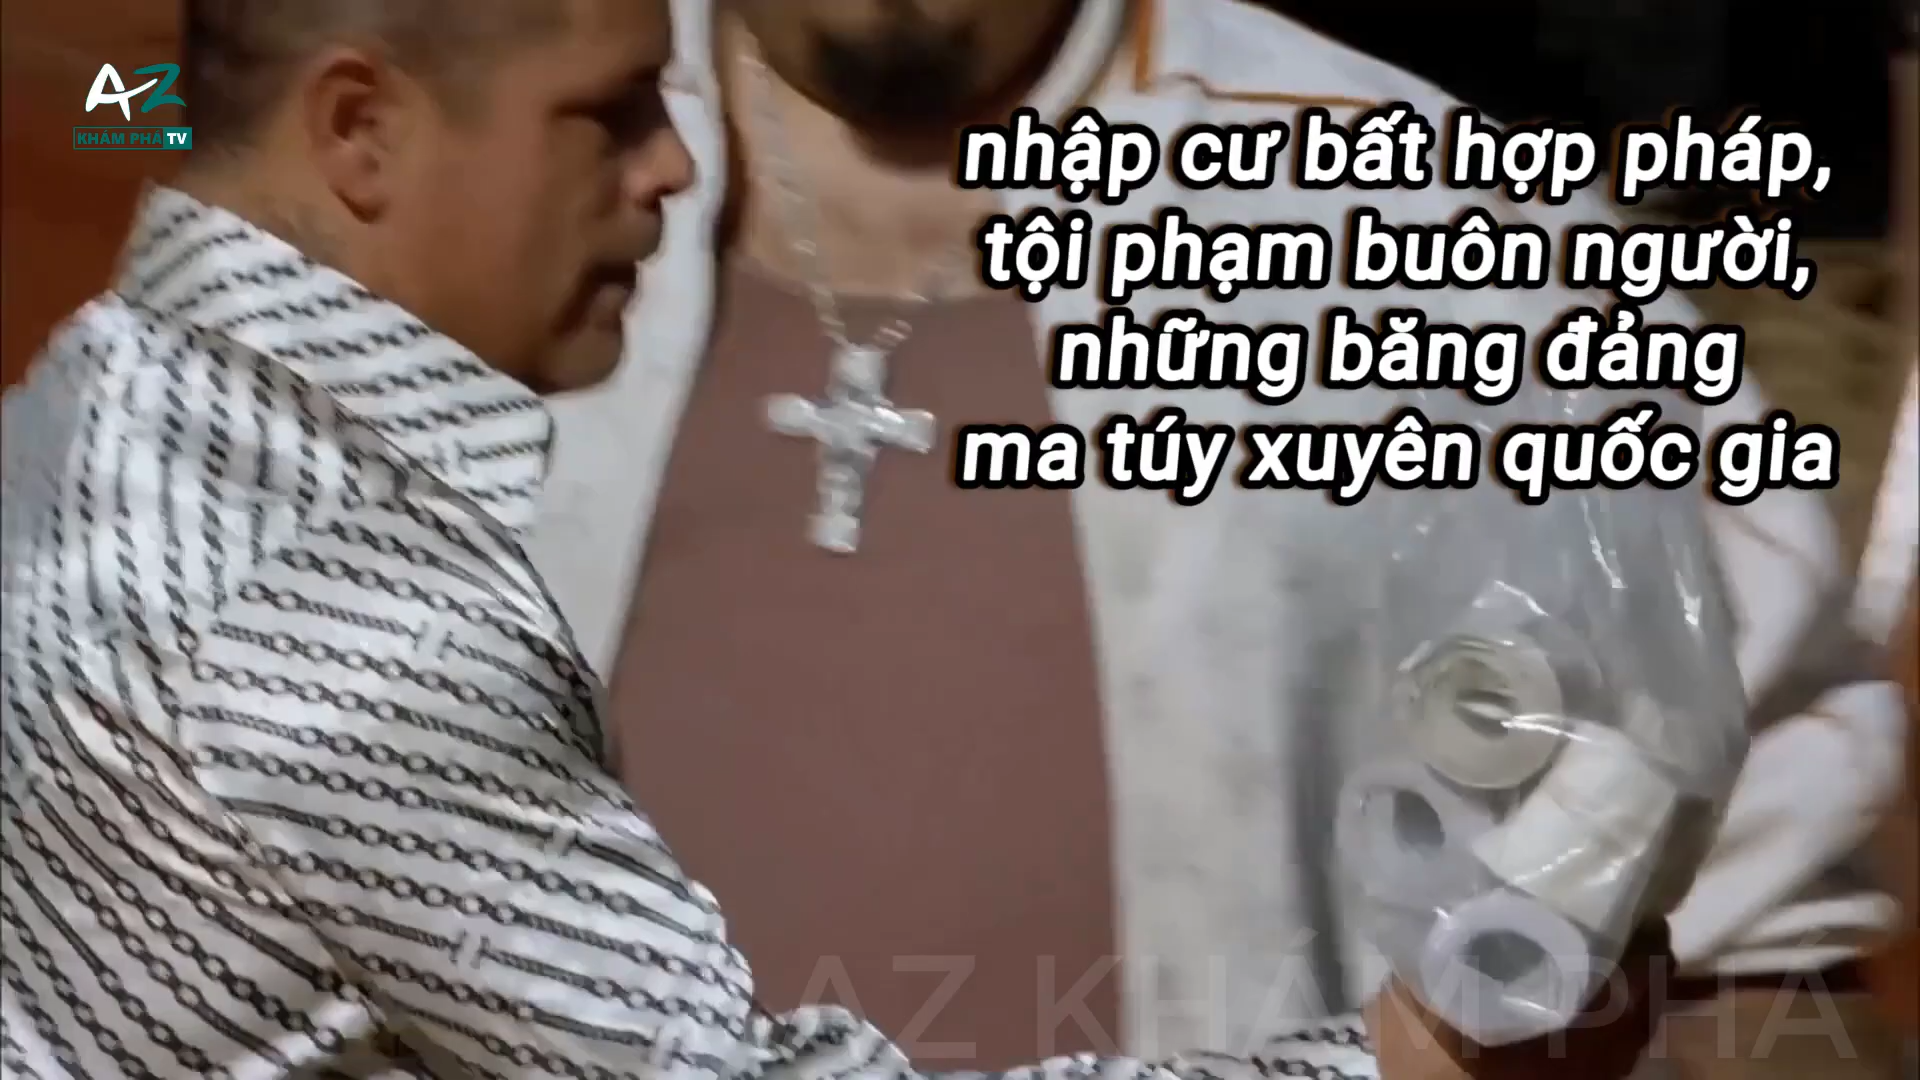 AZ
KHÁM PHÁ TV
nhập cư bất hợp pháp,
tội phạm buôn người,
những băng đảng
ma túy xuyên quốc gia
AZ KHÁM PHÁ